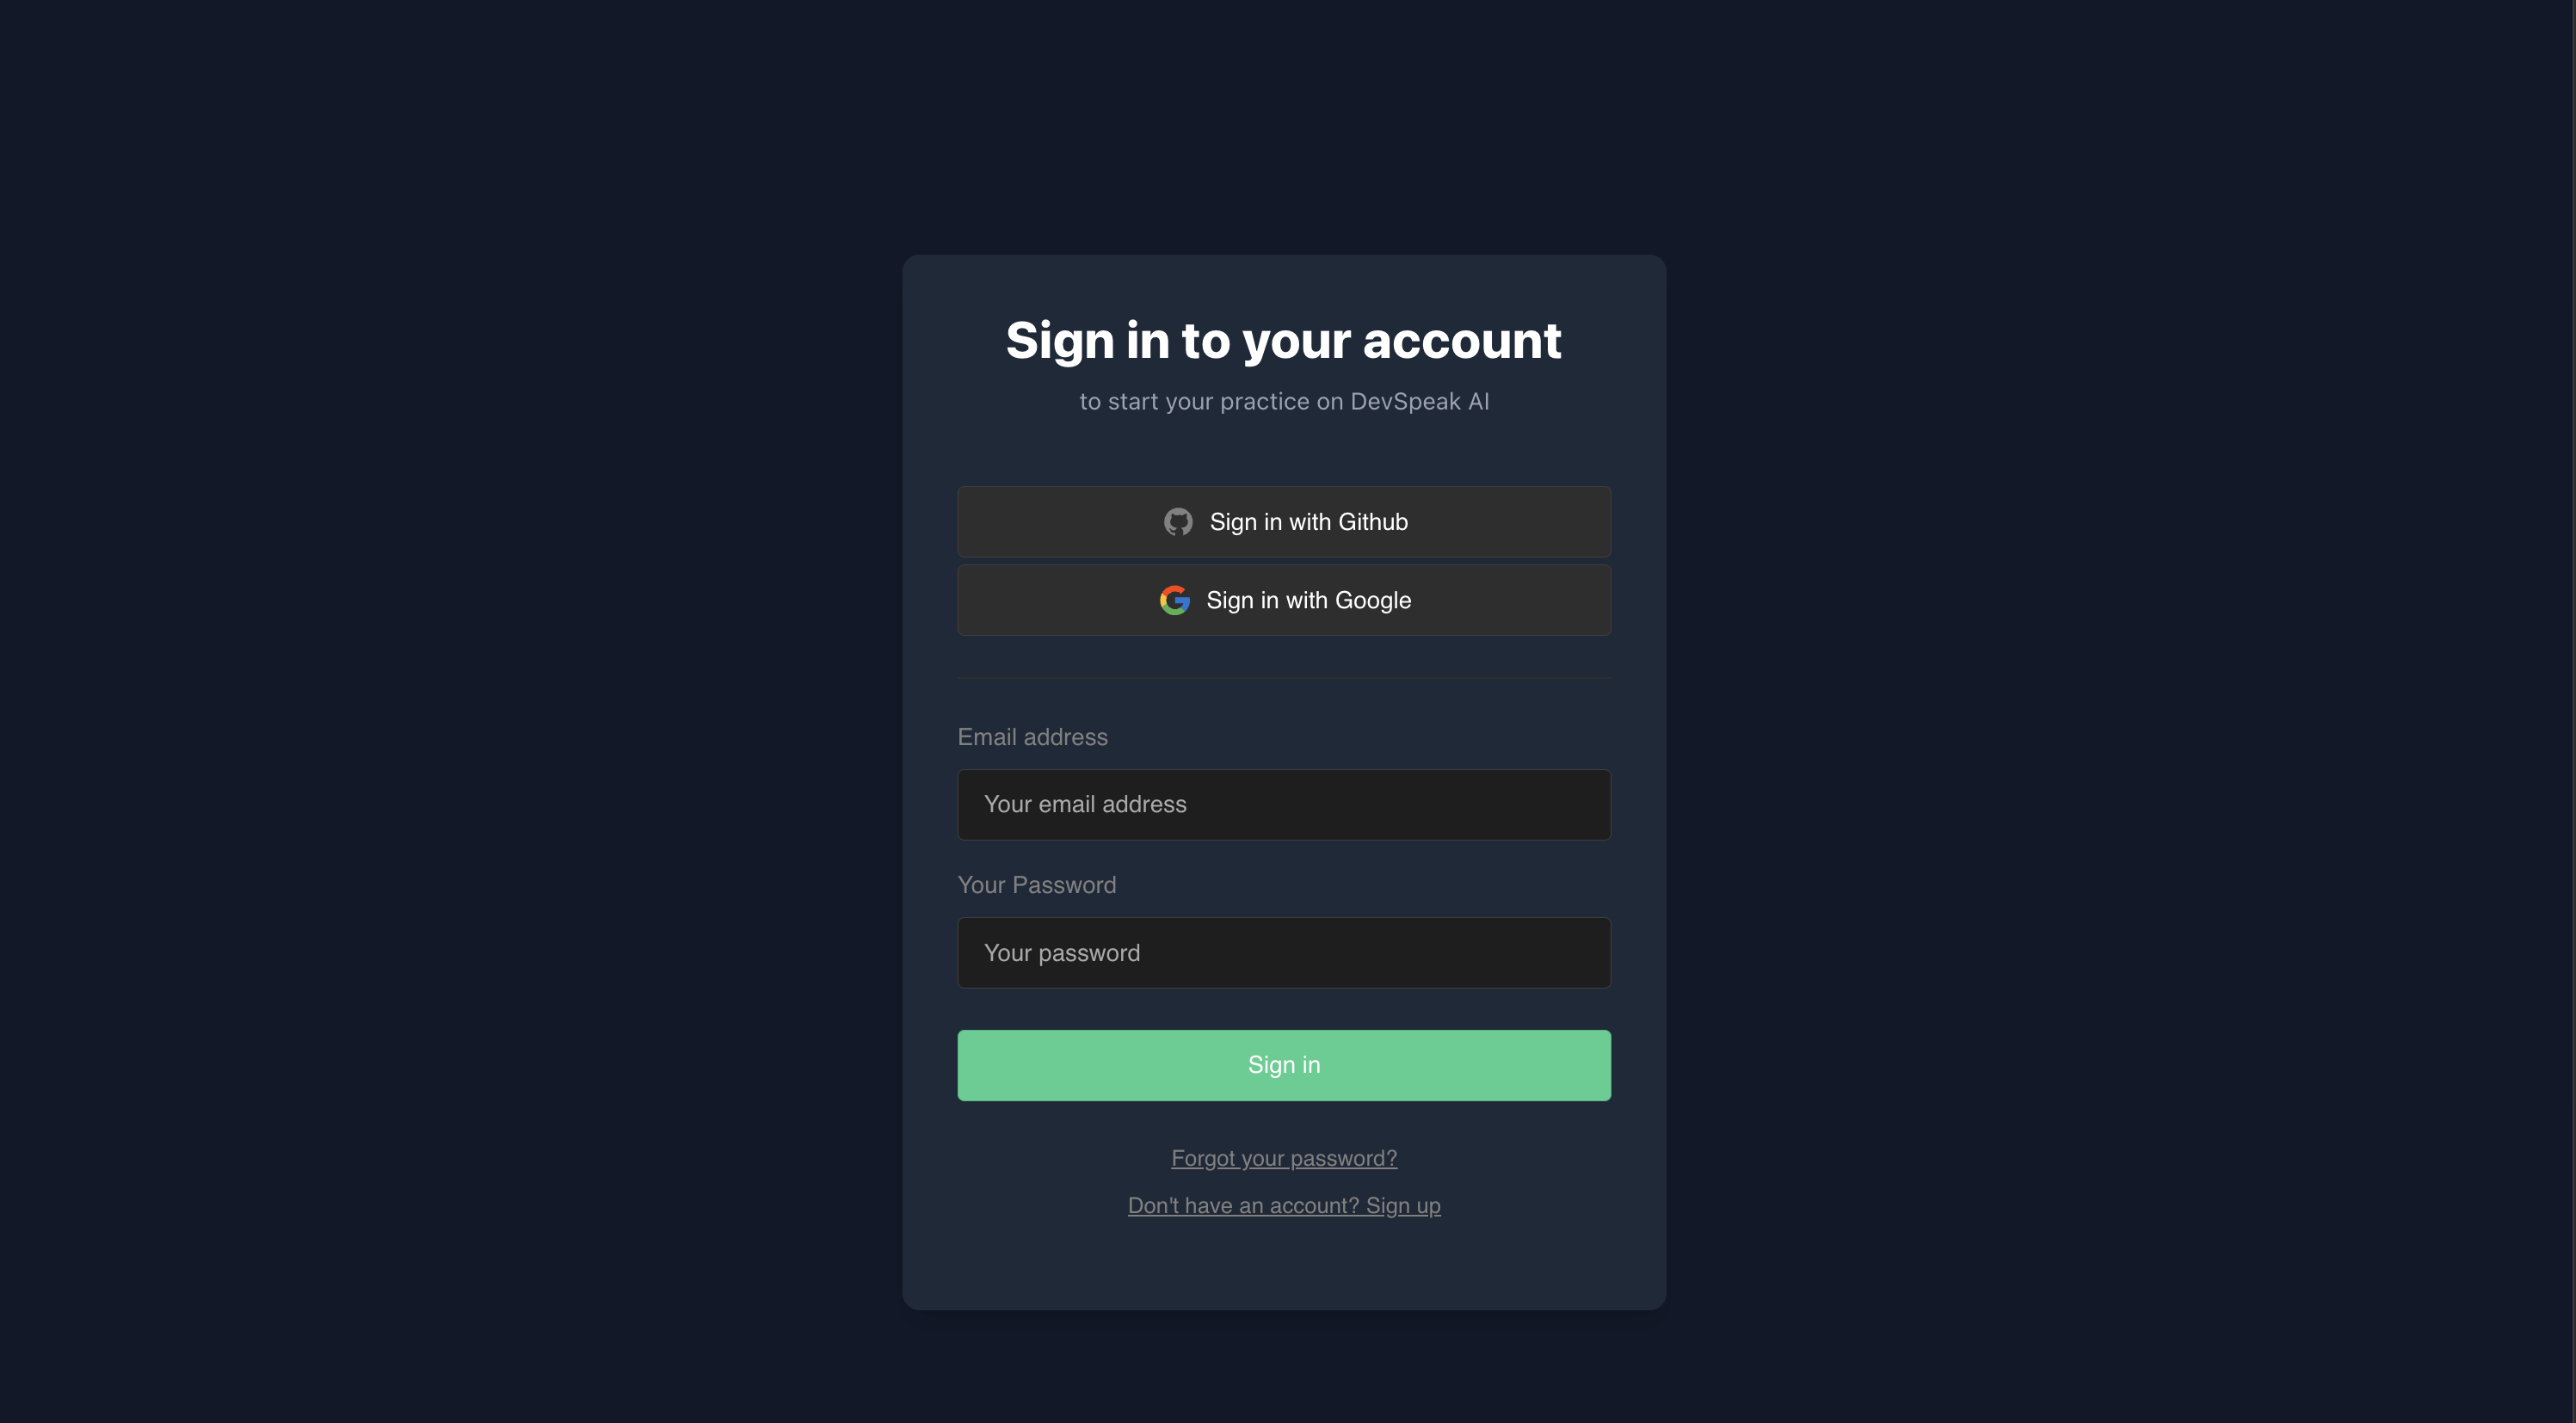 Sign in to your account
to start your practice on DevSpeak AI
Sign in with Github
Sign in with Google
Email address
Your email address
Your Password
Your password
Sign in
Forgot your password?
Don't have an account? Sign up